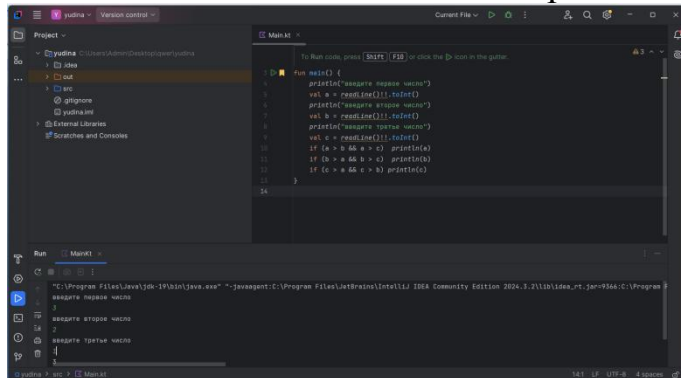 yudina
Version control
Current File
Project
Main.kt
yudina C:\Users\Admin\Desktop\qwer\yudina
.idea
out
src
.gitignore
yudina.iml
External Libraries
Scratches and Consoles
To Run code, press Shift F10 or click the icon in the gutter.
3
fun main() {
println("введите первое число")
val a = readLine()!!.toInt()
println("введите второе число")
val b = readLine()!!.toInt()
println("введите третье число")
val c = readLine()!!.toInt()
if (a > b && a > c) println(a)
if (b > a && b > c) println(b)
if (c > a && c > b) println(c)
}
14
Run
MainKt
"C:\Program Files\Java\jdk-19\bin\java.exe" "-javaagent:C:\Program Files\JetBrains\IntelliJ IDEA Community Edition 2024.3.2\lib\idea_rt.jar=9366:C:\Program F
введите первое число
3
введите второе число
2
введите третье число
1
3
yudina > src > Main.kt
14:1 LF UTF-8 4 spaces